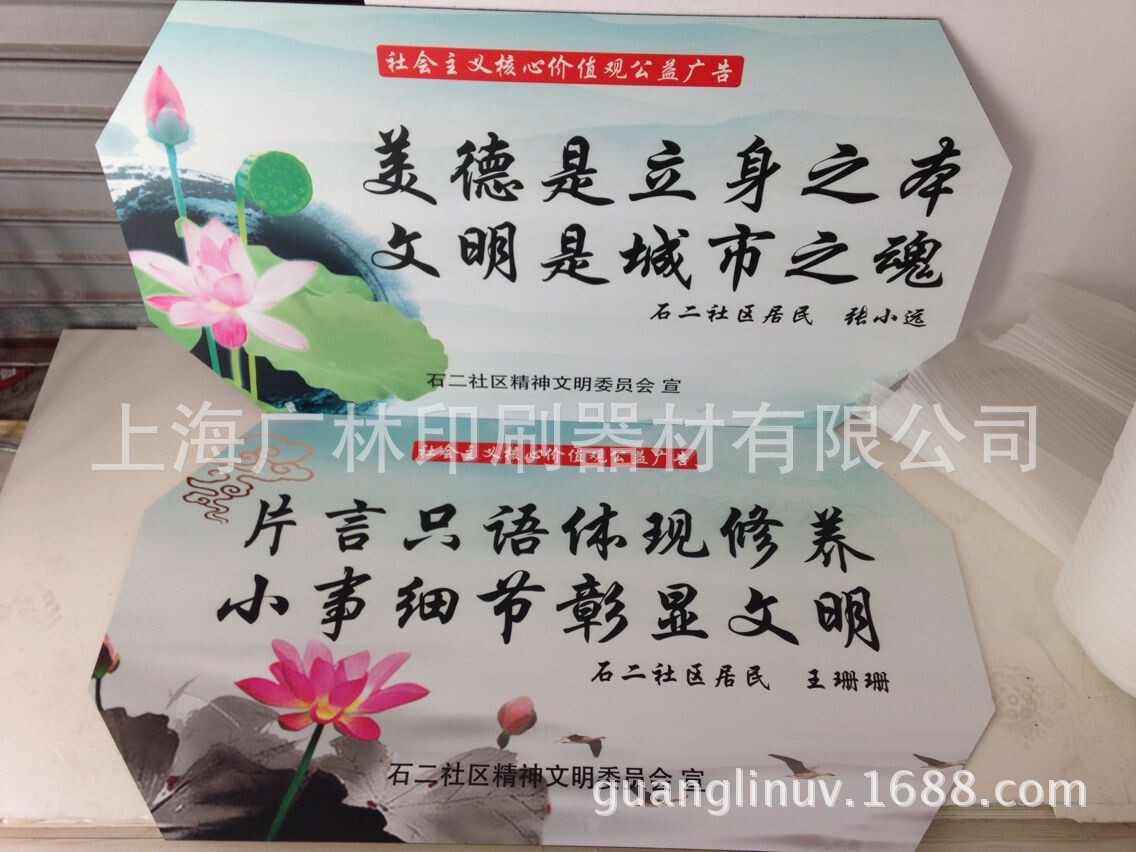 社会主义核心价值观公益广告
美德是立身之本
文明是城市之魂
石二社区居民 张小远
石二社区精神文明委员会 宣
上海广林印刷器材有限公司
社会主义核心价值观公益广告
片言只语体现修养
小事细节彰显文明
石二社区居民 王珊珊
石二社区精神文明委员会 宣
guanglinuv.1688.com